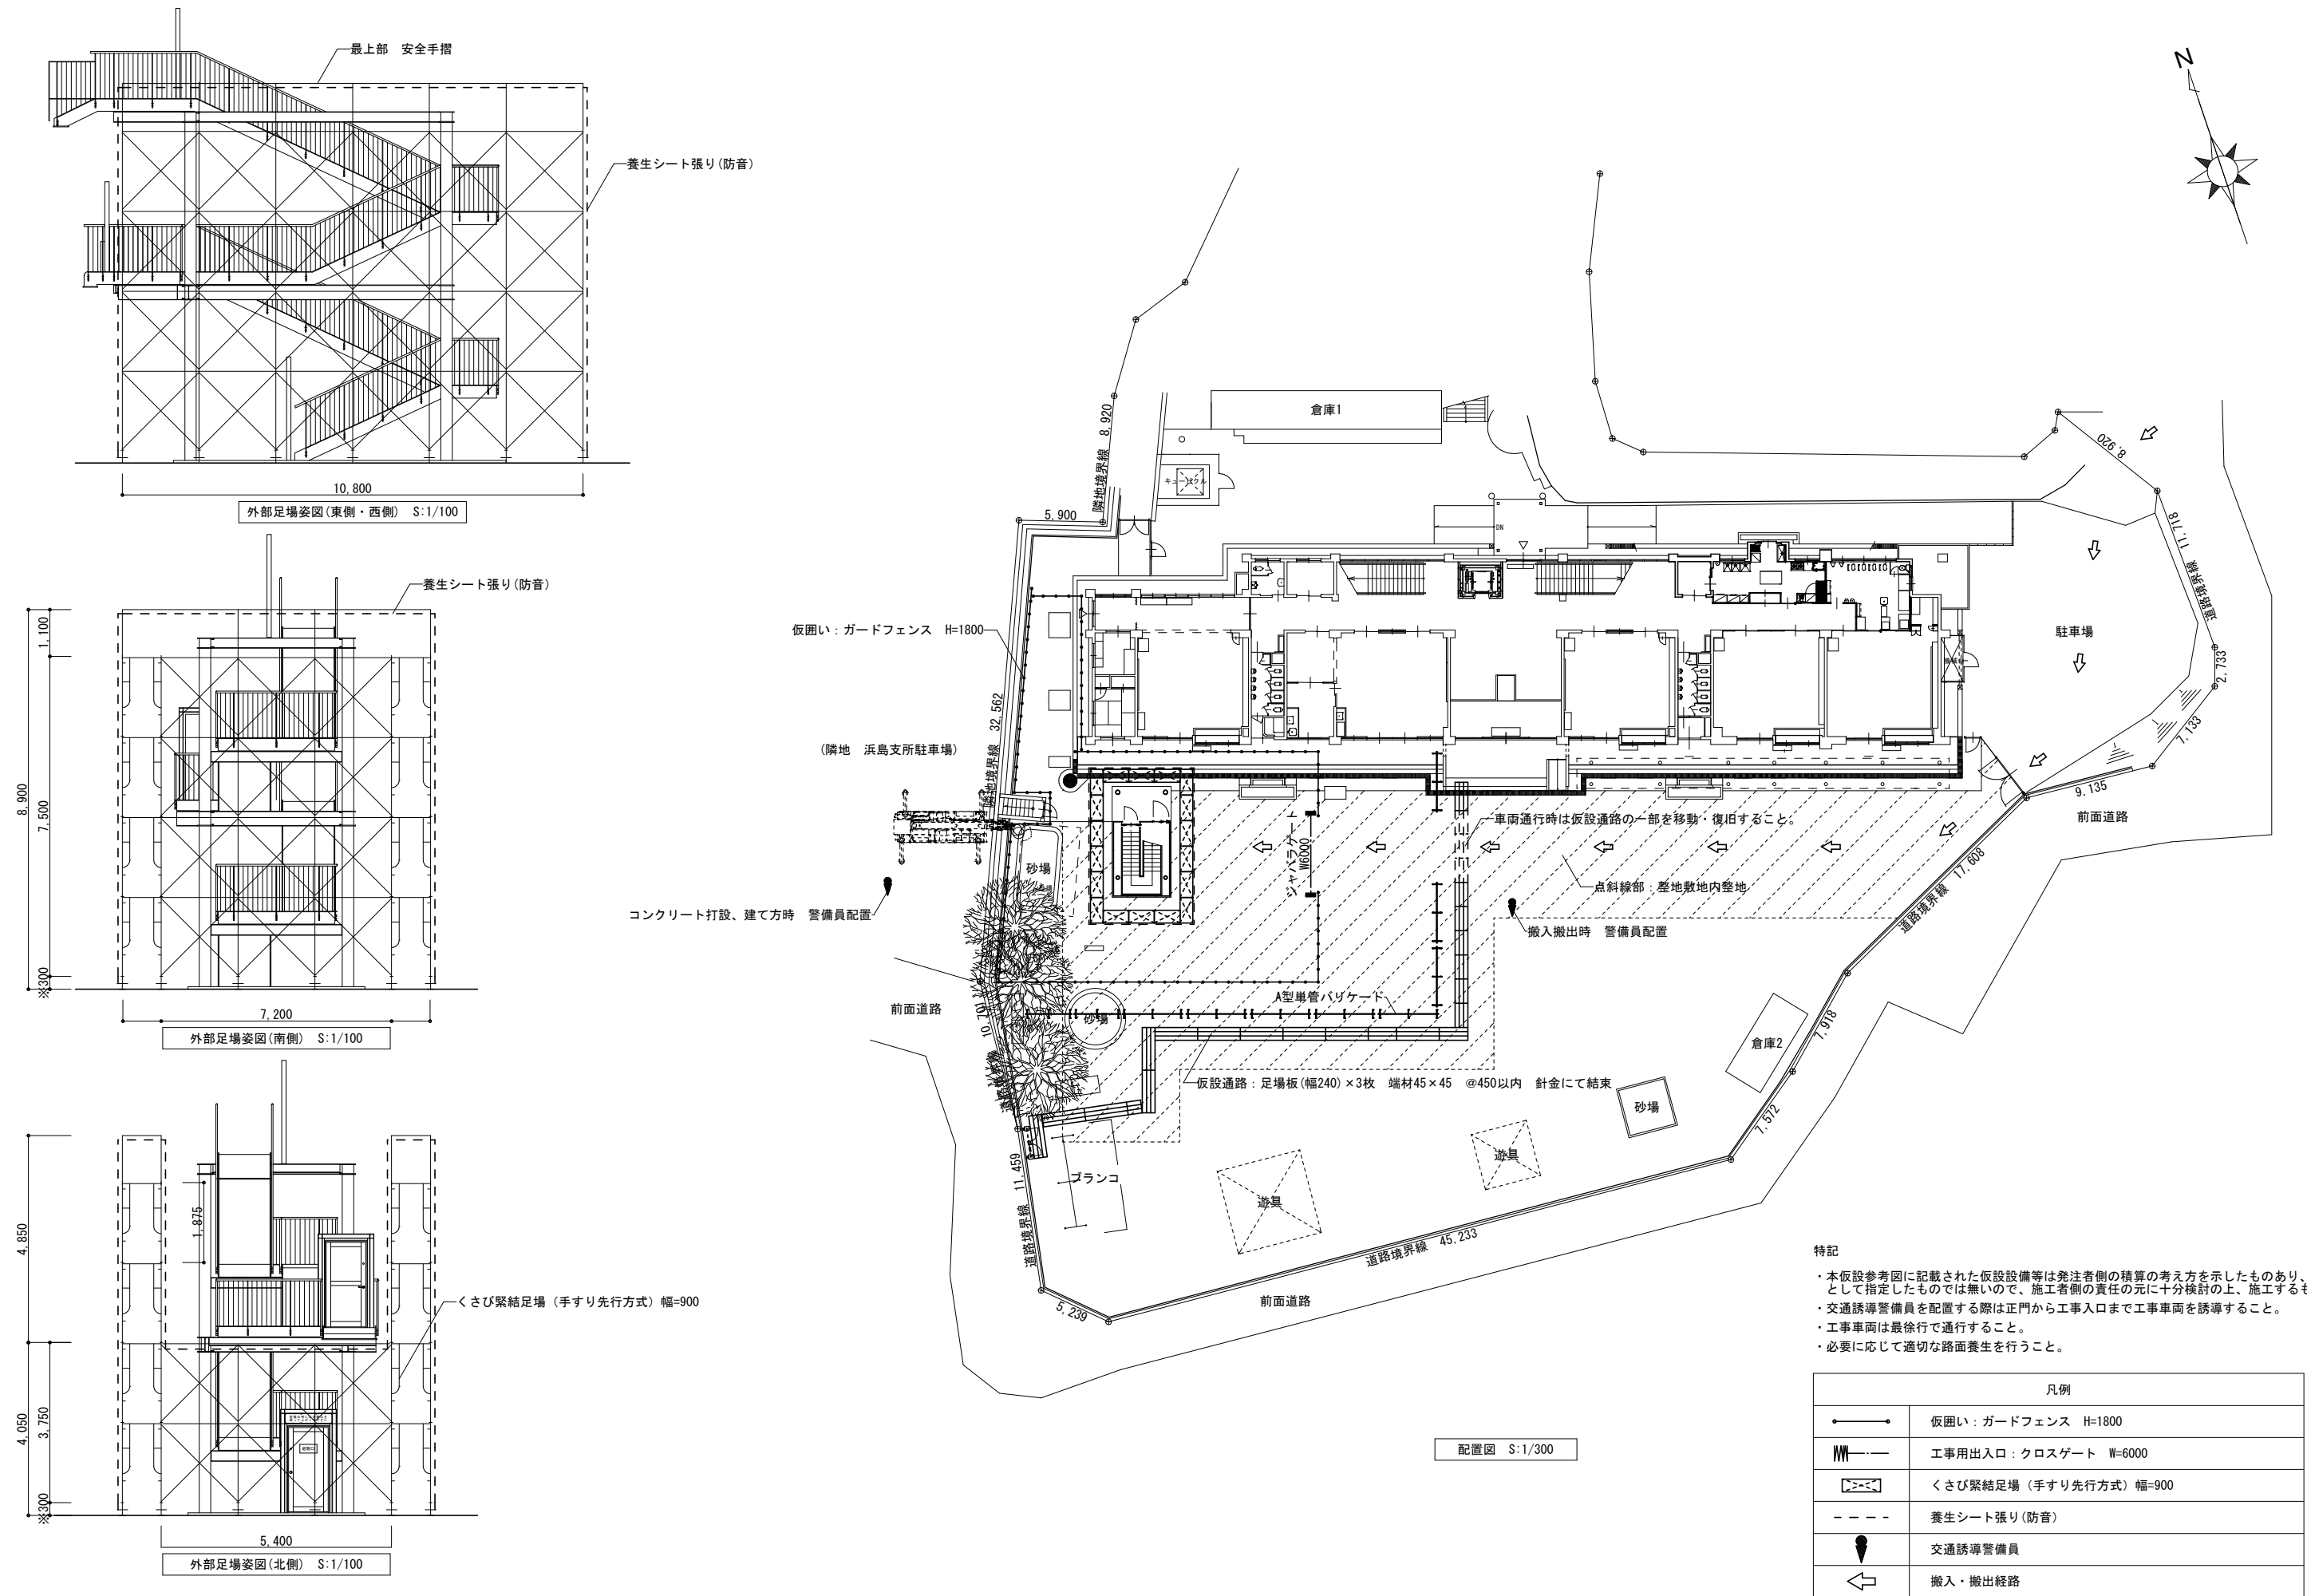 最上部　安全手摺
養生シート張り(防音)
10,800
外部足場姿図(東側・西側)　S:1/100
養生シート張り(防音)
1,100
7,500
8,900
※300
7,200
外部足場姿図(南側)　S:1/100
1,875
4,850
4,050
3,750
※300
くさび緊結足場（手すり先行方式）幅=900
5,400
外部足場姿図(北側)　S:1/100
N
倉庫1
キュービクル
隣地境界線　8,920
5,900
DN
8,920
道路境界線　11,718
駐車場
2,733
7,133
9,135
前面道路
仮囲い：ガードフェンス　H=1800
隣地境界線　32,562
(隣地　浜島支所駐車場)
砂場
ジャバラゲート
W6000
車両通行時は仮設通路の一部を移動・復旧すること。
点斜線部：整地敷地内整地
コンクリート打設、建て方時　警備員配置
搬入搬出時　警備員配置
道路境界線　17,608
前面道路
10,701
A型単管バリケード
砂場
倉庫2
7,918
仮設通路：足場板(幅240)×3枚　端材45×45　@450以内　針金にて結束
砂場
7,572
遊具
遊具
ブランコ
道路境界線　11,459
道路境界線　45,233
5,239
前面道路
配置図　S:1/300
特記
・本仮設参考図に記載された仮設設備等は発注者側の積算の考え方を示したものあり、
として指定したものでは無いので、施工者側の責任の元に十分検討の上、施工する
・交通誘導警備員を配置する際は正門から工事入口まで工事車両を誘導すること。
・工事車両は最徐行で通行すること。
・必要に応じて適切な路面養生を行うこと。
凡例
仮囲い：ガードフェンス　H=1800
工事用出入口：クロスゲート　W=6000
くさび緊結足場（手すり先行方式）幅=900
養生シート張り(防音)
交通誘導警備員
搬入・搬出経路